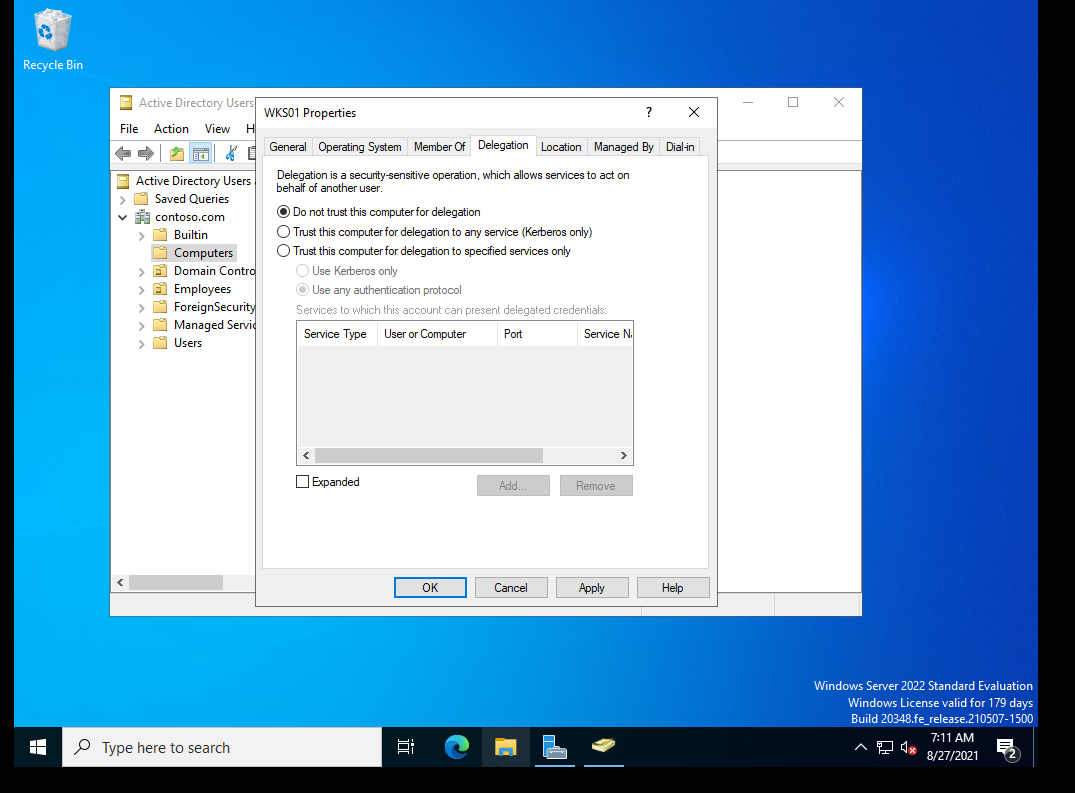 Recycle Bin
Active Directory Users
File Action View H
WKS01 Properties
?
General Operating System Member Of Delegation Location Managed By Dial-in
Active Directory Users a
Saved Queries
contoso.com
Builtin
Computers
Domain Contro
Employees
ForeignSecurity
Managed Servic
Users
Delegation is a security-sensitive operation, which allows services to act on
behalf of another user.
Do not trust this computer for delegation
Trust this computer for delegation to any service (Kerberos only)
Trust this computer for delegation to specified services only
Use Kerberos only
Use any authentication protocol
Services to which this account can present delegated credentials:
Service Type User or Computer Port Service Na
Expanded
Add... Remove
OK Cancel Apply Help
Windows Server 2022 Standard Evaluation
Windows License valid for 179 days
Build 20348.fe_release.210507-1500
Type here to search
7:11 AM
8/27/2021
2